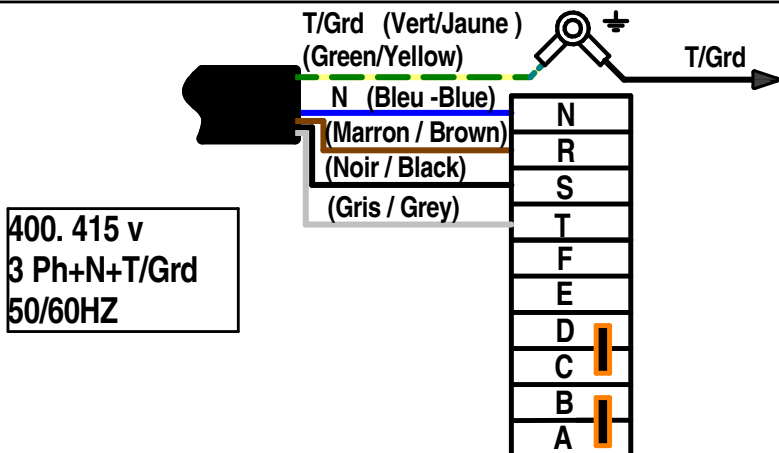 T/Grd (Vert/Jaune )
(Green/Yellow)
T/Grd
N (Bleu -Blue)
(Marron / Brown)
(Noir / Black)
(Gris / Grey)
400. 415 v
3 Ph+N+T/Grd
50/60HZ
N
R
S
T
F
E
D
C
B
A